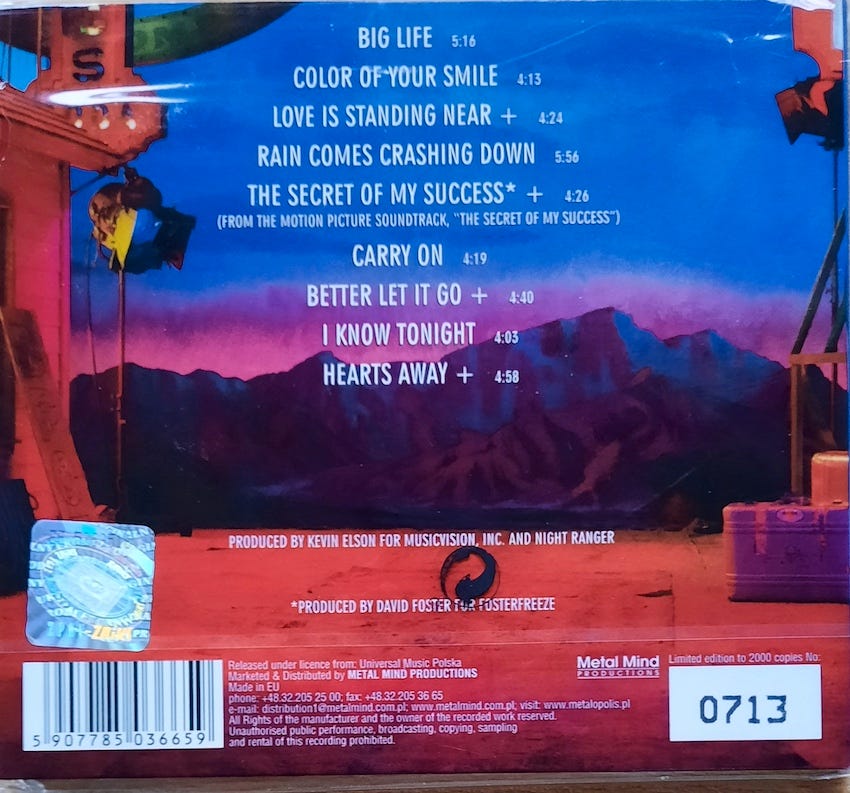 S
BIG LIFE 5:16
COLOR OF YOUR SMILE 4:13
LOVE IS STANDING NEAR + 4:24
RAIN COMES CRASHING DOWN 5:56
THE SECRET OF MY SUCCESS* + 4:26
(FROM THE MOTION PICTURE SOUNDTRACK, "THE SECRET OF MY SUCCESS")
CARRY ON 4:19
BETTER LET IT GO + 4:40
I KNOW TONIGHT 4:03
HEARTS AWAY + 4:58
PRODUCED BY KEVIN ELSON FOR MUSICVISION, INC. AND NIGHT RANGER
*PRODUCED BY DAVID FOSTER FOR FOSTERFREEZE
ZAIKS
5 907785 036659
Released under licence from: Universal Music Polska
Marketed & Distributed by METAL MIND PRODUCTIONS
Made in EU
phone: +48.32.205 25 00; fax: +48.32.205 36 65
e-mail: distribution1@metalmind.com.pl; www.metalmind.com.pl; visit: www.metalopolis.pl
All Rights of the manufacturer and the owner of the recorded work reserved.
Unauthorised public performance, broadcasting, copying, sampling
and rental of this recording prohibited.
Metal Mind
PRODUCTIONS
Limited edition to 2000 copies No:
0713